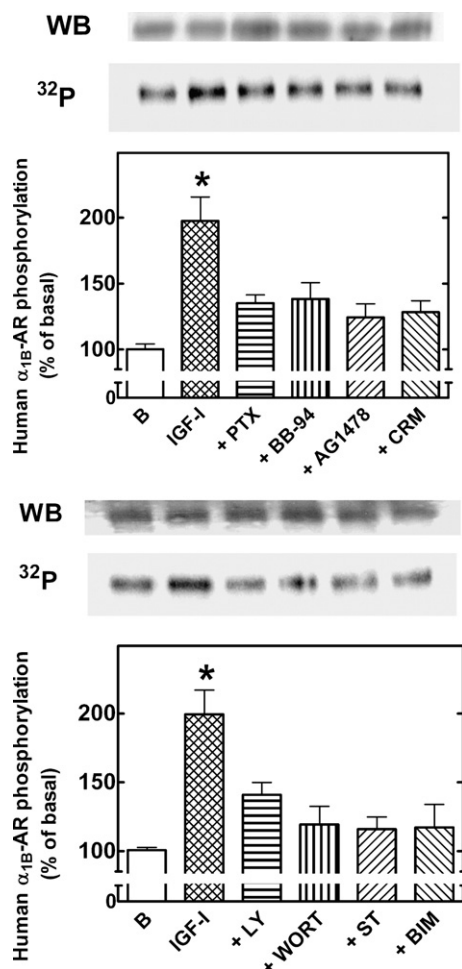 WB
³²P
Human α₁B-AR phosphorylation
(% of basal)
200
150
100
0
*
B
IGF-I
+ PTX
+ BB-94
+ AG1478
+ CRM
WB
³²P
Human α₁B-AR phosphorylation
(% of basal)
200
150
100
0
*
B
IGF-I
+ LY
+ WORT
+ ST
+ BIM